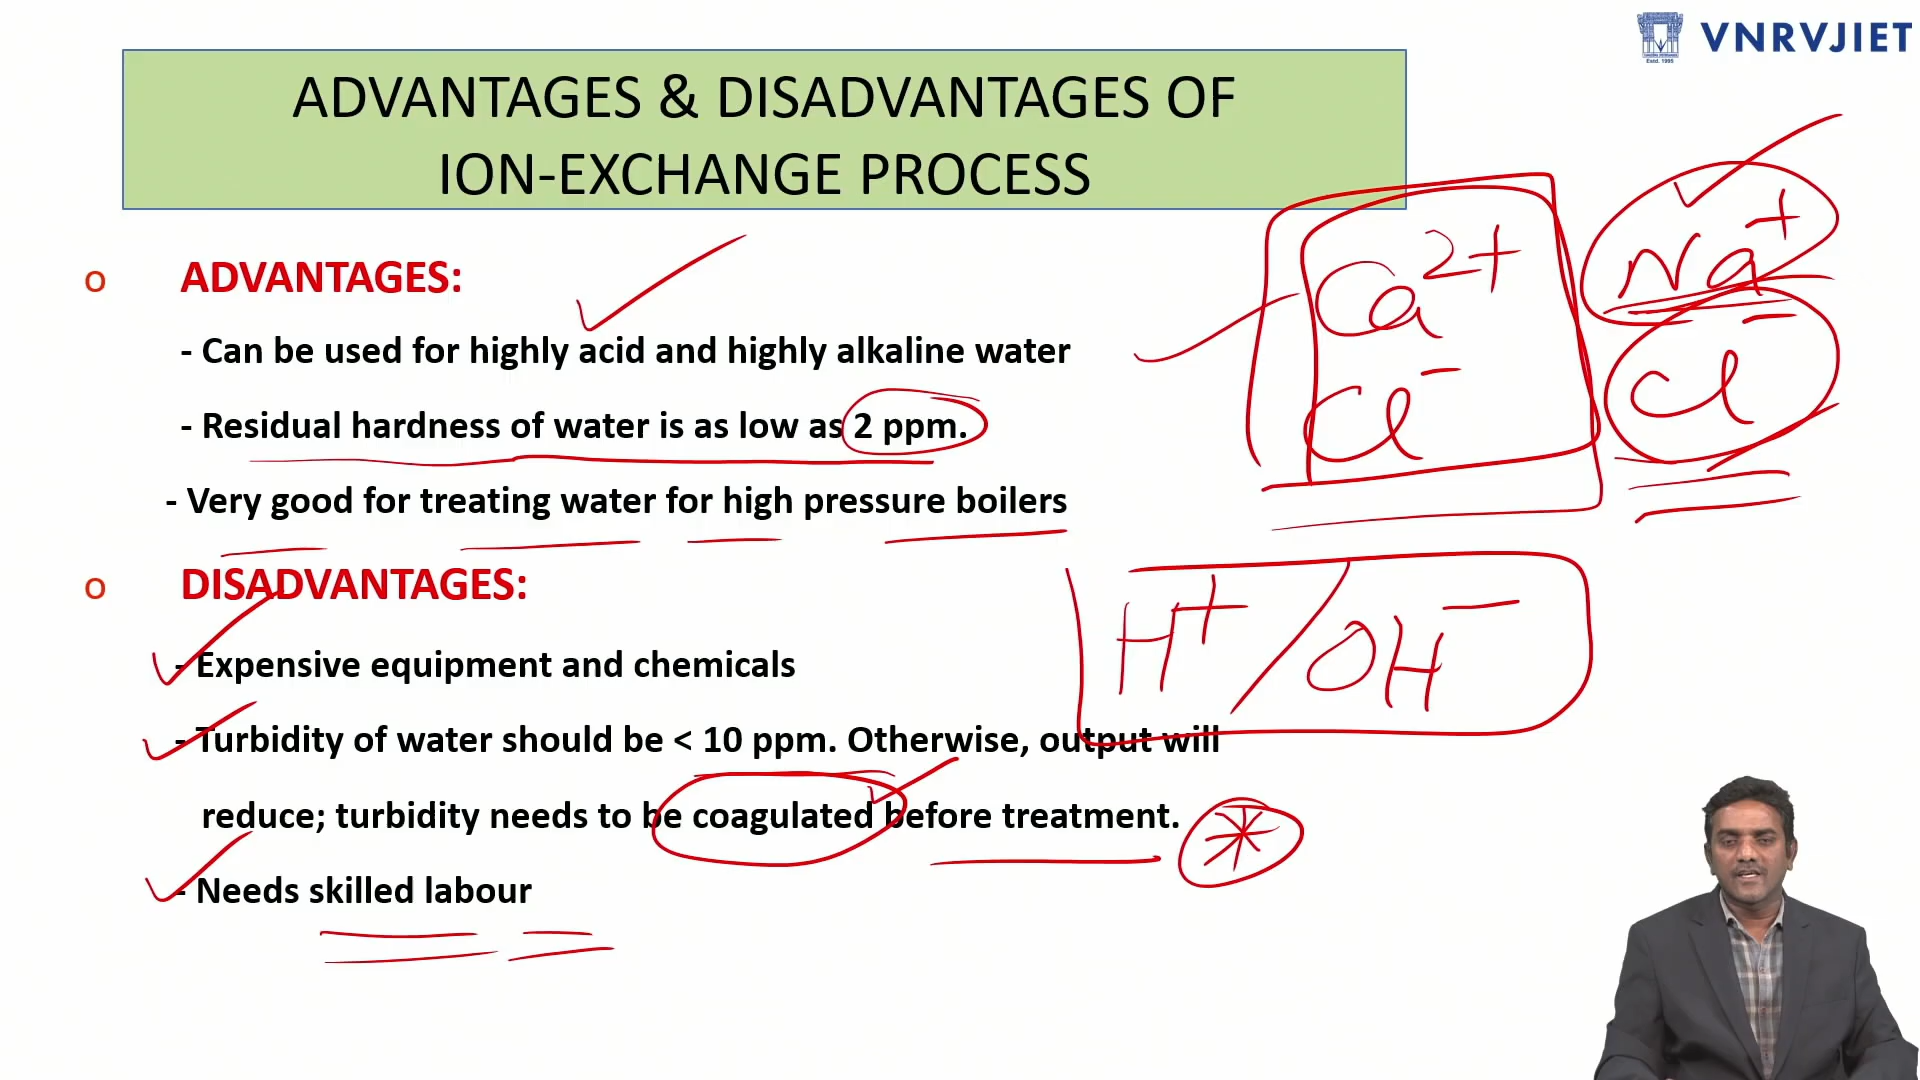 VNRVJIET
Estd. 1995
ADVANTAGES & DISADVANTAGES OF
ION-EXCHANGE PROCESS
o ADVANTAGES:
- Can be used for highly acid and highly alkaline water
- Residual hardness of water is as low as 2 ppm.
- Very good for treating water for high pressure boilers
Ca2+
Cl-
Na+
Cl-
o DISADVANTAGES:
H+ / OH-
- Expensive equipment and chemicals
- Turbidity of water should be < 10 ppm. Otherwise, output will
reduce; turbidity needs to be coagulated before treatment.
- Needs skilled labour